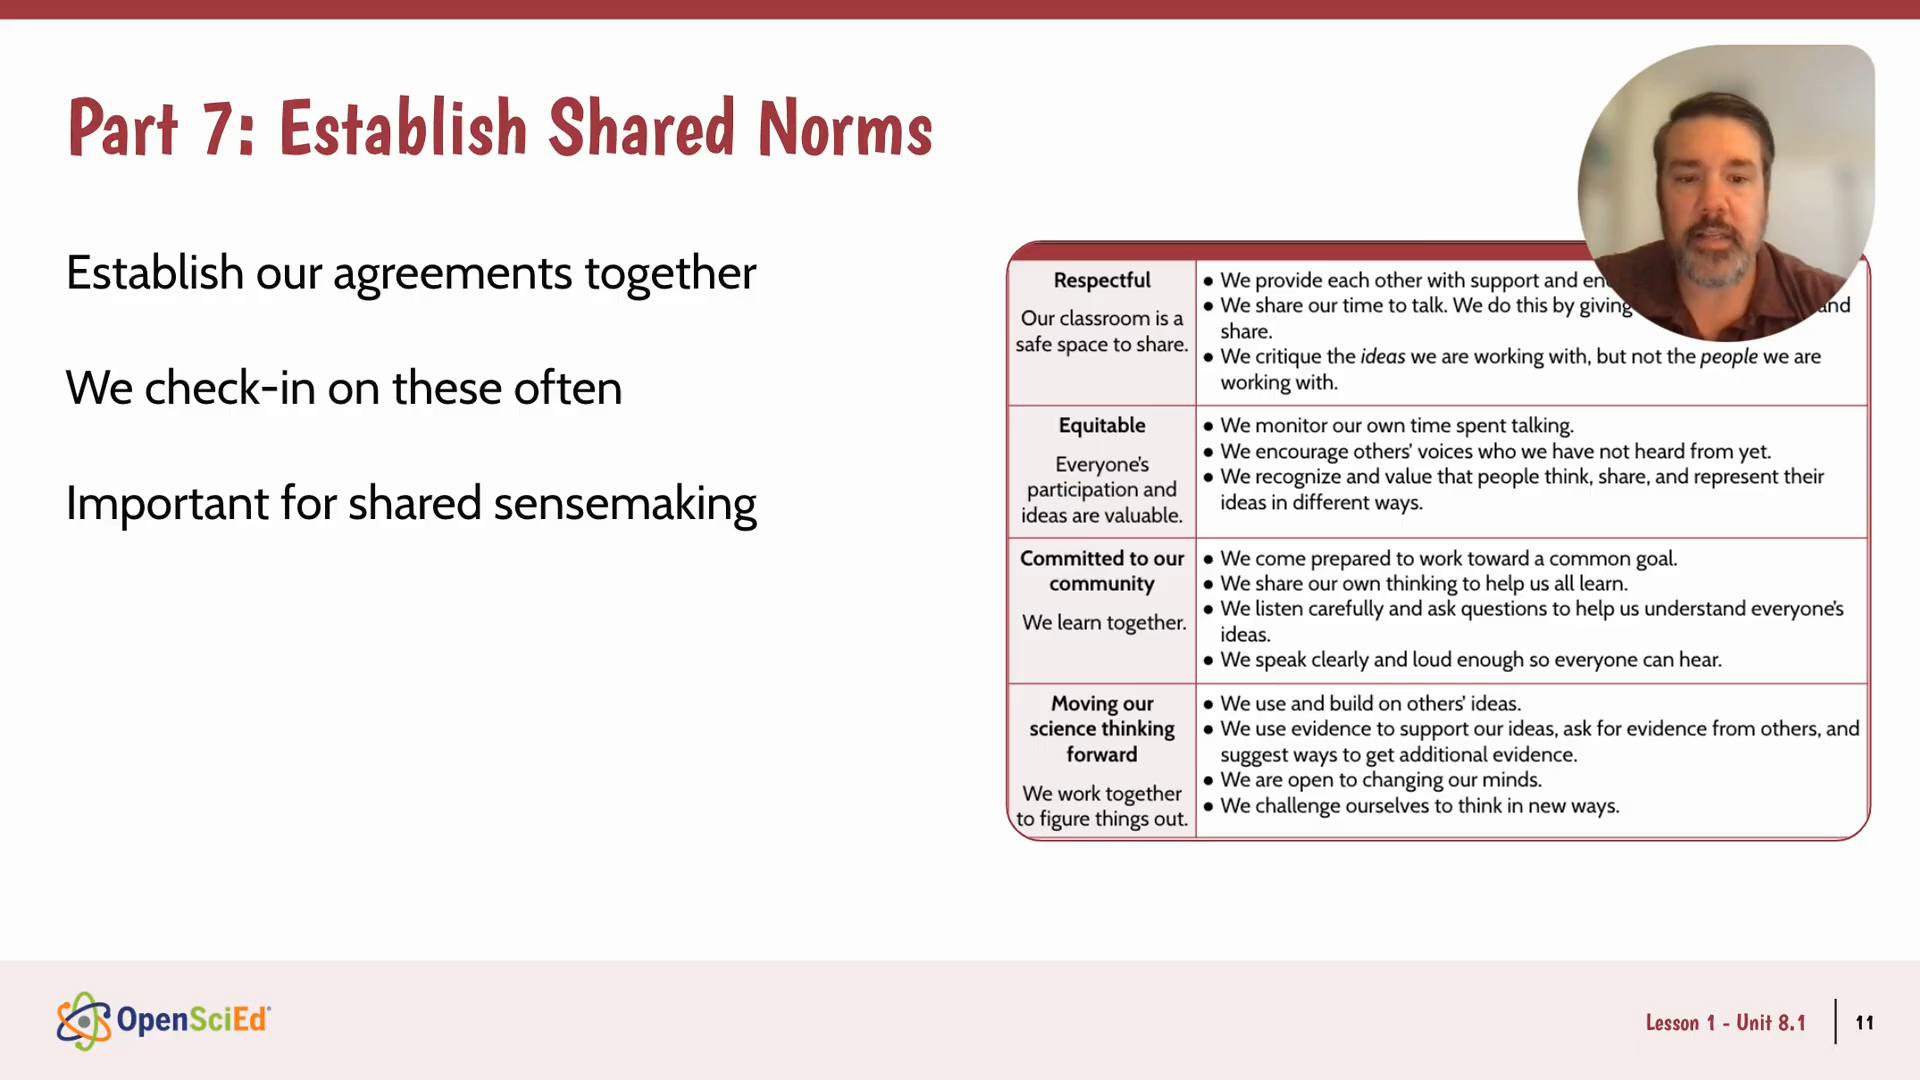 Part 7: Establish Shared Norms
Establish our agreements together
We check-in on these often
Important for shared sensemaking
Respectful
Our classroom is a
safe space to share.
● We provide each other with support and
● We share our time to talk. We do this by giving and
share.
● We critique the ideas we are working with, but not the people we are
working with.
Equitable
Everyone's
participation and
ideas are valuable.
● We monitor our own time spent talking.
● We encourage others' voices who we have not heard from yet.
● We recognize and value that people think, share, and represent their
ideas in different ways.
Committed to our
community
We learn together.
● We come prepared to work toward a common goal.
● We share our own thinking to help us all learn.
● We listen carefully and ask questions to help us understand everyone's
ideas.
● We speak clearly and loud enough so everyone can hear.
Moving our
science thinking
forward
We work together
to figure things out.
● We use and build on others' ideas.
● We use evidence to support our ideas, ask for evidence from others, and
suggest ways to get additional evidence.
● We are open to changing our minds.
● We challenge ourselves to think in new ways.
OpenSciEd®
Lesson 1 - Unit 8.1
11